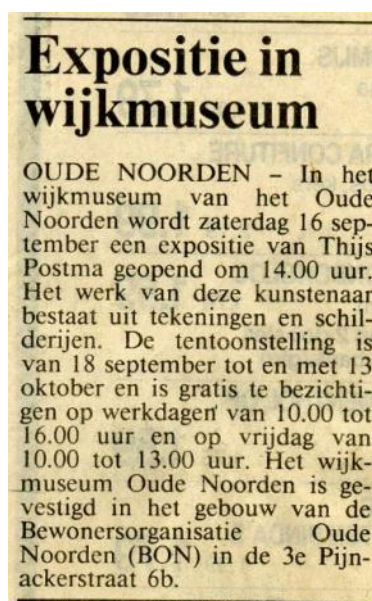 Expositie in
wijkmuseum
OUDE NOORDEN – In het
wijkmuseum van het Oude
Noorden wordt zaterdag 16 sep-
tember een expositie van Thijs
Postma geopend om 14.00 uur.
Het werk van deze kunstenaar
bestaat uit tekeningen en schil-
derijen. De tentoonstelling is
van 18 september tot en met 13
oktober en is gratis te bezichti-
gen op werkdagen van 10.00 tot
16.00 uur en op vrijdag van
10.00 tot 13.00 uur. Het wijk-
museum Oude Noorden is ge-
vestigd in het gebouw van de
Bewonersorganisatie Oude
Noorden (BON) in de 3e Pijn-
ackerstraat 6b.